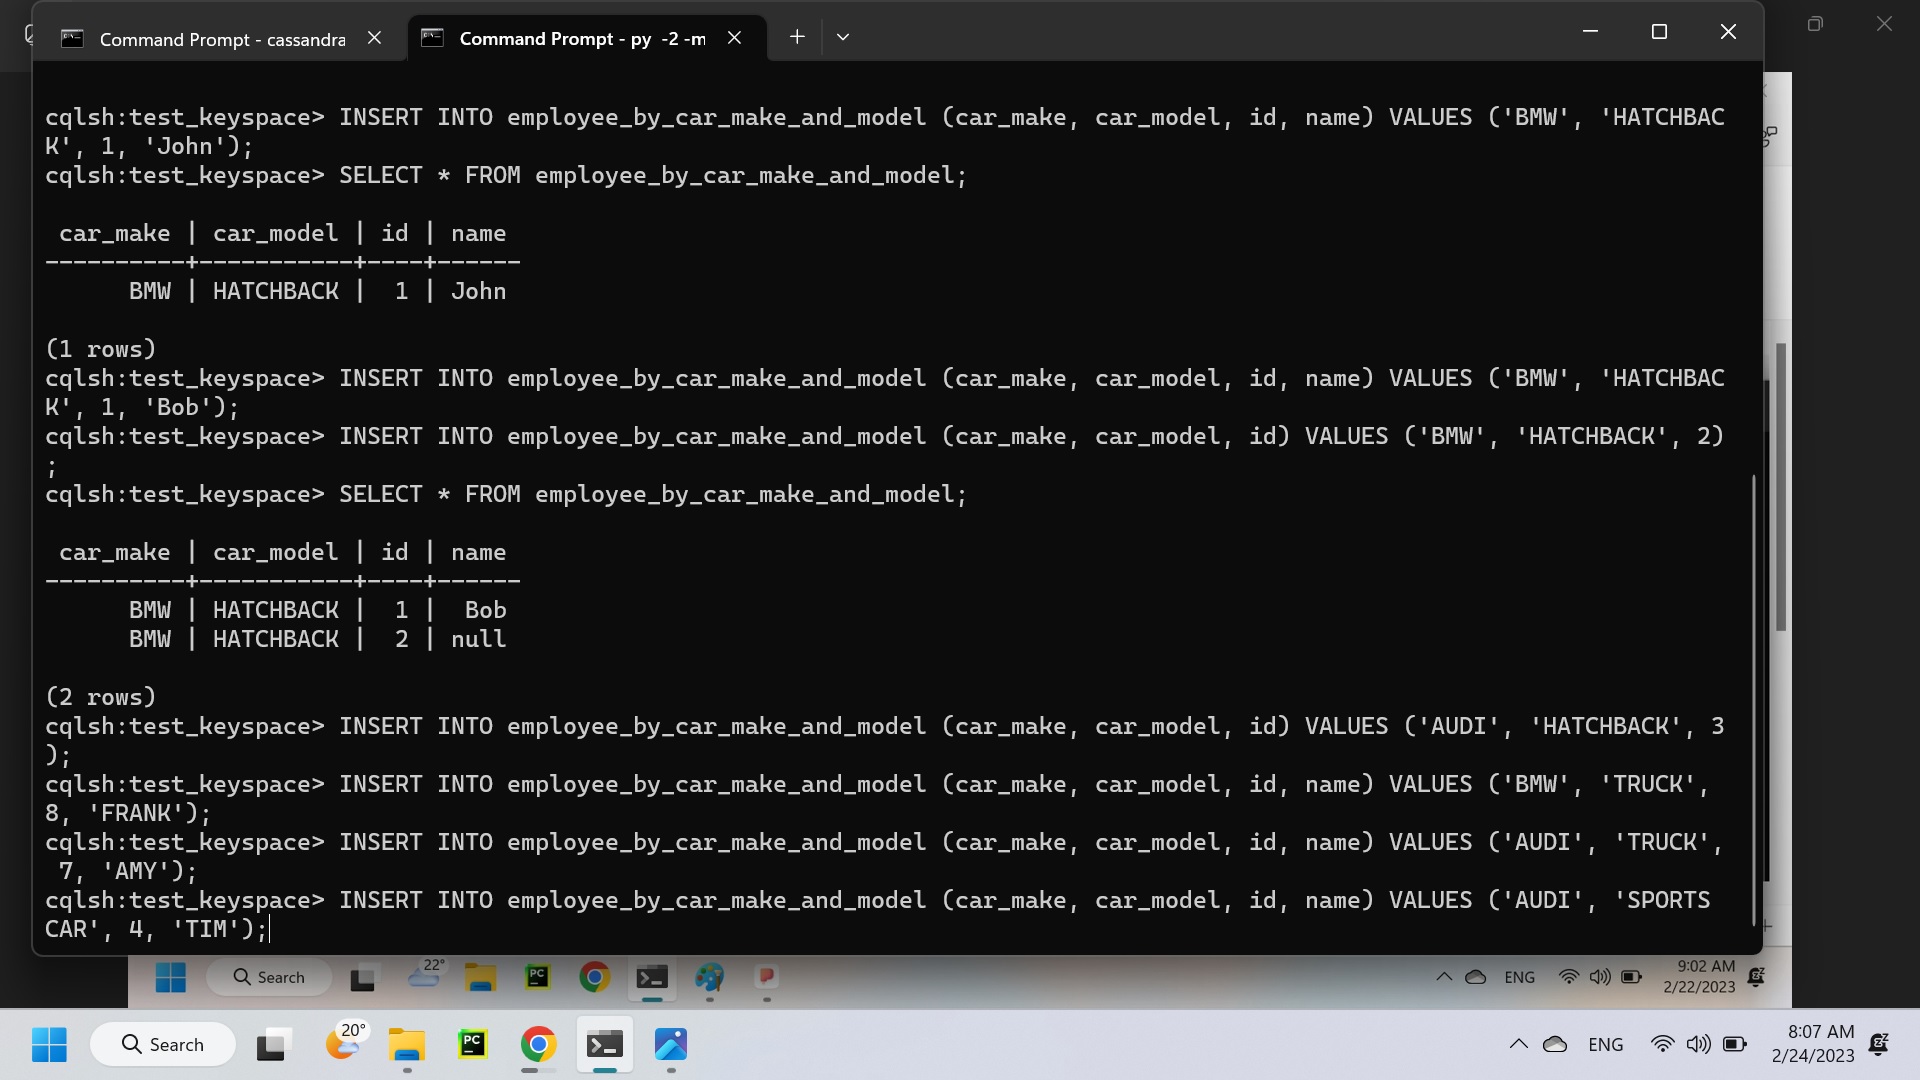 Command Prompt - cassandra
Command Prompt - py -2 -m
cqlsh:test_keyspace> INSERT INTO employee_by_car_make_and_model (car_make, car_model, id, name) VALUES ('BMW', 'HATCHBAC
K', 1, 'John');
cqlsh:test_keyspace> SELECT * FROM employee_by_car_make_and_model;
car_make | car_model | id | name
----------+-----------+----+------
BMW | HATCHBACK | 1 | John
(1 rows)
cqlsh:test_keyspace> INSERT INTO employee_by_car_make_and_model (car_make, car_model, id, name) VALUES ('BMW', 'HATCHBAC
K', 1, 'Bob');
cqlsh:test_keyspace> INSERT INTO employee_by_car_make_and_model (car_make, car_model, id) VALUES ('BMW', 'HATCHBACK', 2)
;
cqlsh:test_keyspace> SELECT * FROM employee_by_car_make_and_model;
car_make | car_model | id | name
----------+-----------+----+------
BMW | HATCHBACK | 1 | Bob
BMW | HATCHBACK | 2 | null
(2 rows)
cqlsh:test_keyspace> INSERT INTO employee_by_car_make_and_model (car_make, car_model, id) VALUES ('AUDI', 'HATCHBACK', 3
);
cqlsh:test_keyspace> INSERT INTO employee_by_car_make_and_model (car_make, car_model, id, name) VALUES ('BMW', 'TRUCK',
8, 'FRANK');
cqlsh:test_keyspace> INSERT INTO employee_by_car_make_and_model (car_make, car_model, id, name) VALUES ('AUDI', 'TRUCK',
7, 'AMY');
cqlsh:test_keyspace> INSERT INTO employee_by_car_make_and_model (car_make, car_model, id, name) VALUES ('AUDI', 'SPORTS
CAR', 4, 'TIM');
Search 22° PC ENG 9:02 AM
2/22/2023
Search 20° PC ENG 8:07 AM
2/24/2023